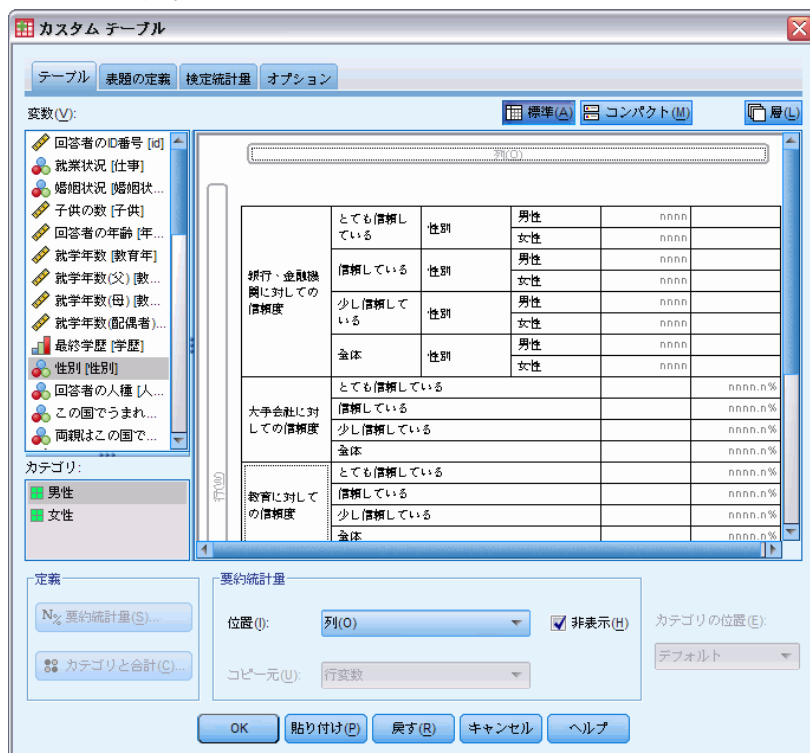 カスタム テーブル
テーブル 表題の定義 検定統計量 オプション
変数(V):
標準(A) コンパクト(M) 層(L)
回答者のID番号 [id]
就業状況 [仕事]
婚姻状況 [婚姻状...
子供の数 [子供]
回答者の年齢 [年...
就学年数 [教育年]
就学年数(父) [教...
就学年数(母) [教...
就学年数(配偶者)...
最終学歴 [学歴]
性別 [性別]
回答者の人種 [人...
この国でうまれ...
両親はこの国で...
カテゴリ:
男性
女性
列(O)
行(W)
銀行、金融機関に対しての信頼度
とても信頼している 性別 男性 nnnn
女性 nnnn
信頼している 性別 男性 nnnn
女性 nnnn
少し信頼している 性別 男性 nnnn
女性 nnnn
全体 性別 男性 nnnn
女性 nnnn
大手会社に対しての信頼度
とても信頼している nnnn.n%
信頼している nnnn.n%
少し信頼している nnnn.n%
全体 nnnn.n%
教育に対しての信頼度
とても信頼している nnnn.n%
信頼している nnnn.n%
少し信頼している nnnn.n%
全体 nnnn.n%
定義
N% 要約統計量(S)...
カテゴリと合計(C)...
要約統計量
位置(I): 列(O) 非表示(H)
コピー元(U): 行変数
カテゴリの位置(E):
デフォルト
OK 貼り付け(P) 戻す(R) キャンセル ヘルプ